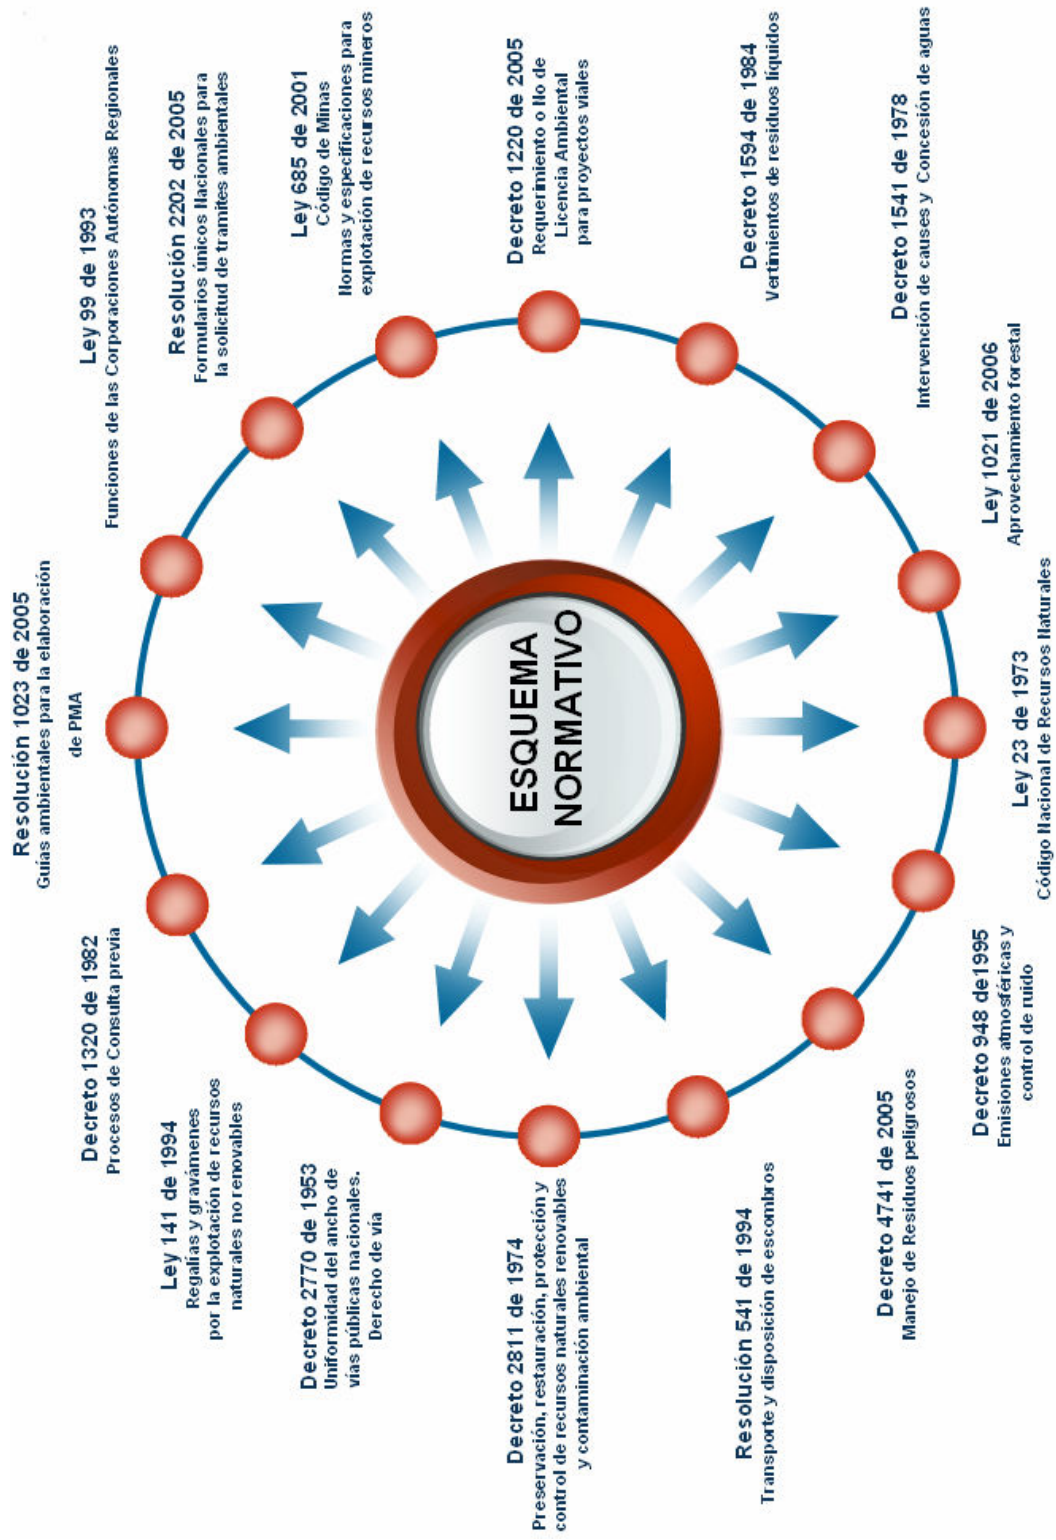 Resolución 1023 de 2005
Guías ambientales para la elaboración
de PMA
Ley 99 de 1993
Funciones de las Corporaciones Autónomas Regionales
Resolución 2202 de 2005
Formularios únicos Nacionales para
la solicitud de tramites ambientales
Ley 685 de 2001
Código de Minas
Normas y especificaciones para
explotación de recursos mineros
Decreto 1220 de 2005
Requerimiento o No de
Licencia Ambiental
para proyectos viales
Decreto 1594 de 1984
Vertimientos de residuos líquidos
Decreto 1541 de 1978
Intervención de causes y Concesión de aguas
Ley 1021 de 2006
Aprovechamiento forestal
Ley 23 de 1973
Código Nacional de Recursos Naturales
Decreto 948 de1995
Emisiones atmosféricas y
control de ruido
Decreto 4741 de 2005
Manejo de Residuos peligrosos
Resolución 541 de 1994
Transporte y disposición de escombros
Decreto 2811 de 1974
Preservación, restauración, protección y
control de recursos naturales renovables
y contaminación ambiental
Decreto 2770 de 1953
Uniformidad del ancho de
vías públicas nacionales.
Derecho de vía
Ley 141 de 1994
Regalías y gravámenes
por la explotación de recursos
naturales no renovables
Decreto 1320 de 1982
Procesos de Consulta previa
ESQUEMA
NORMATIVO